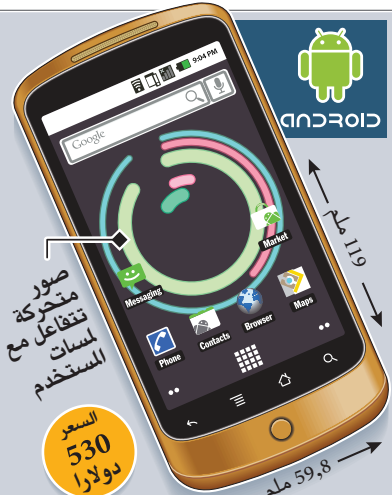 9:04 PM
ANDROID
Google
Messaging
Market
Phone
Contacts
Browser
Maps
119 ملم
صور
متحركة
تتفاعل مع
لمسات
المستخدم
السعر
530
دولارا
59,8 ملم